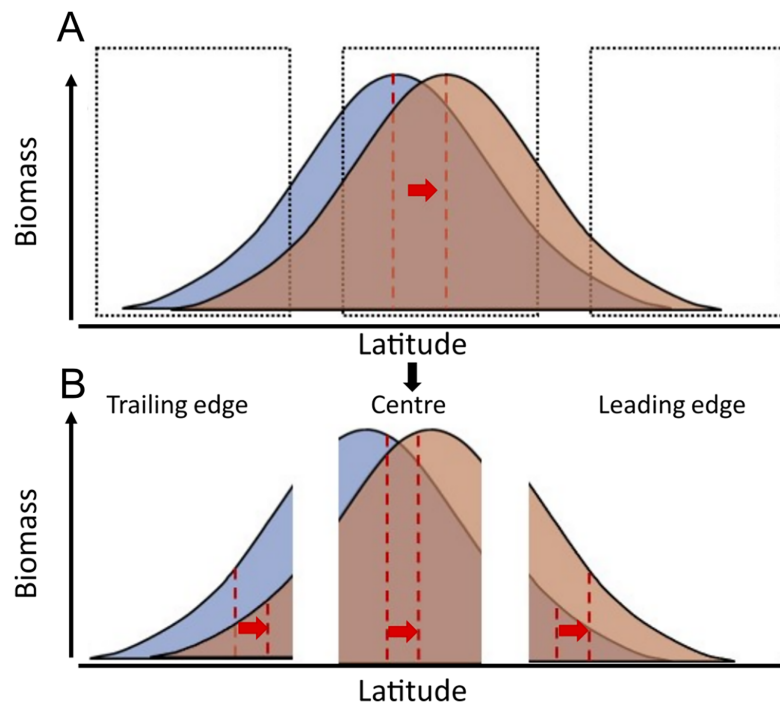 A
Biomass
Latitude
B
Trailing edge
Centre
Leading edge
Biomass
Latitude